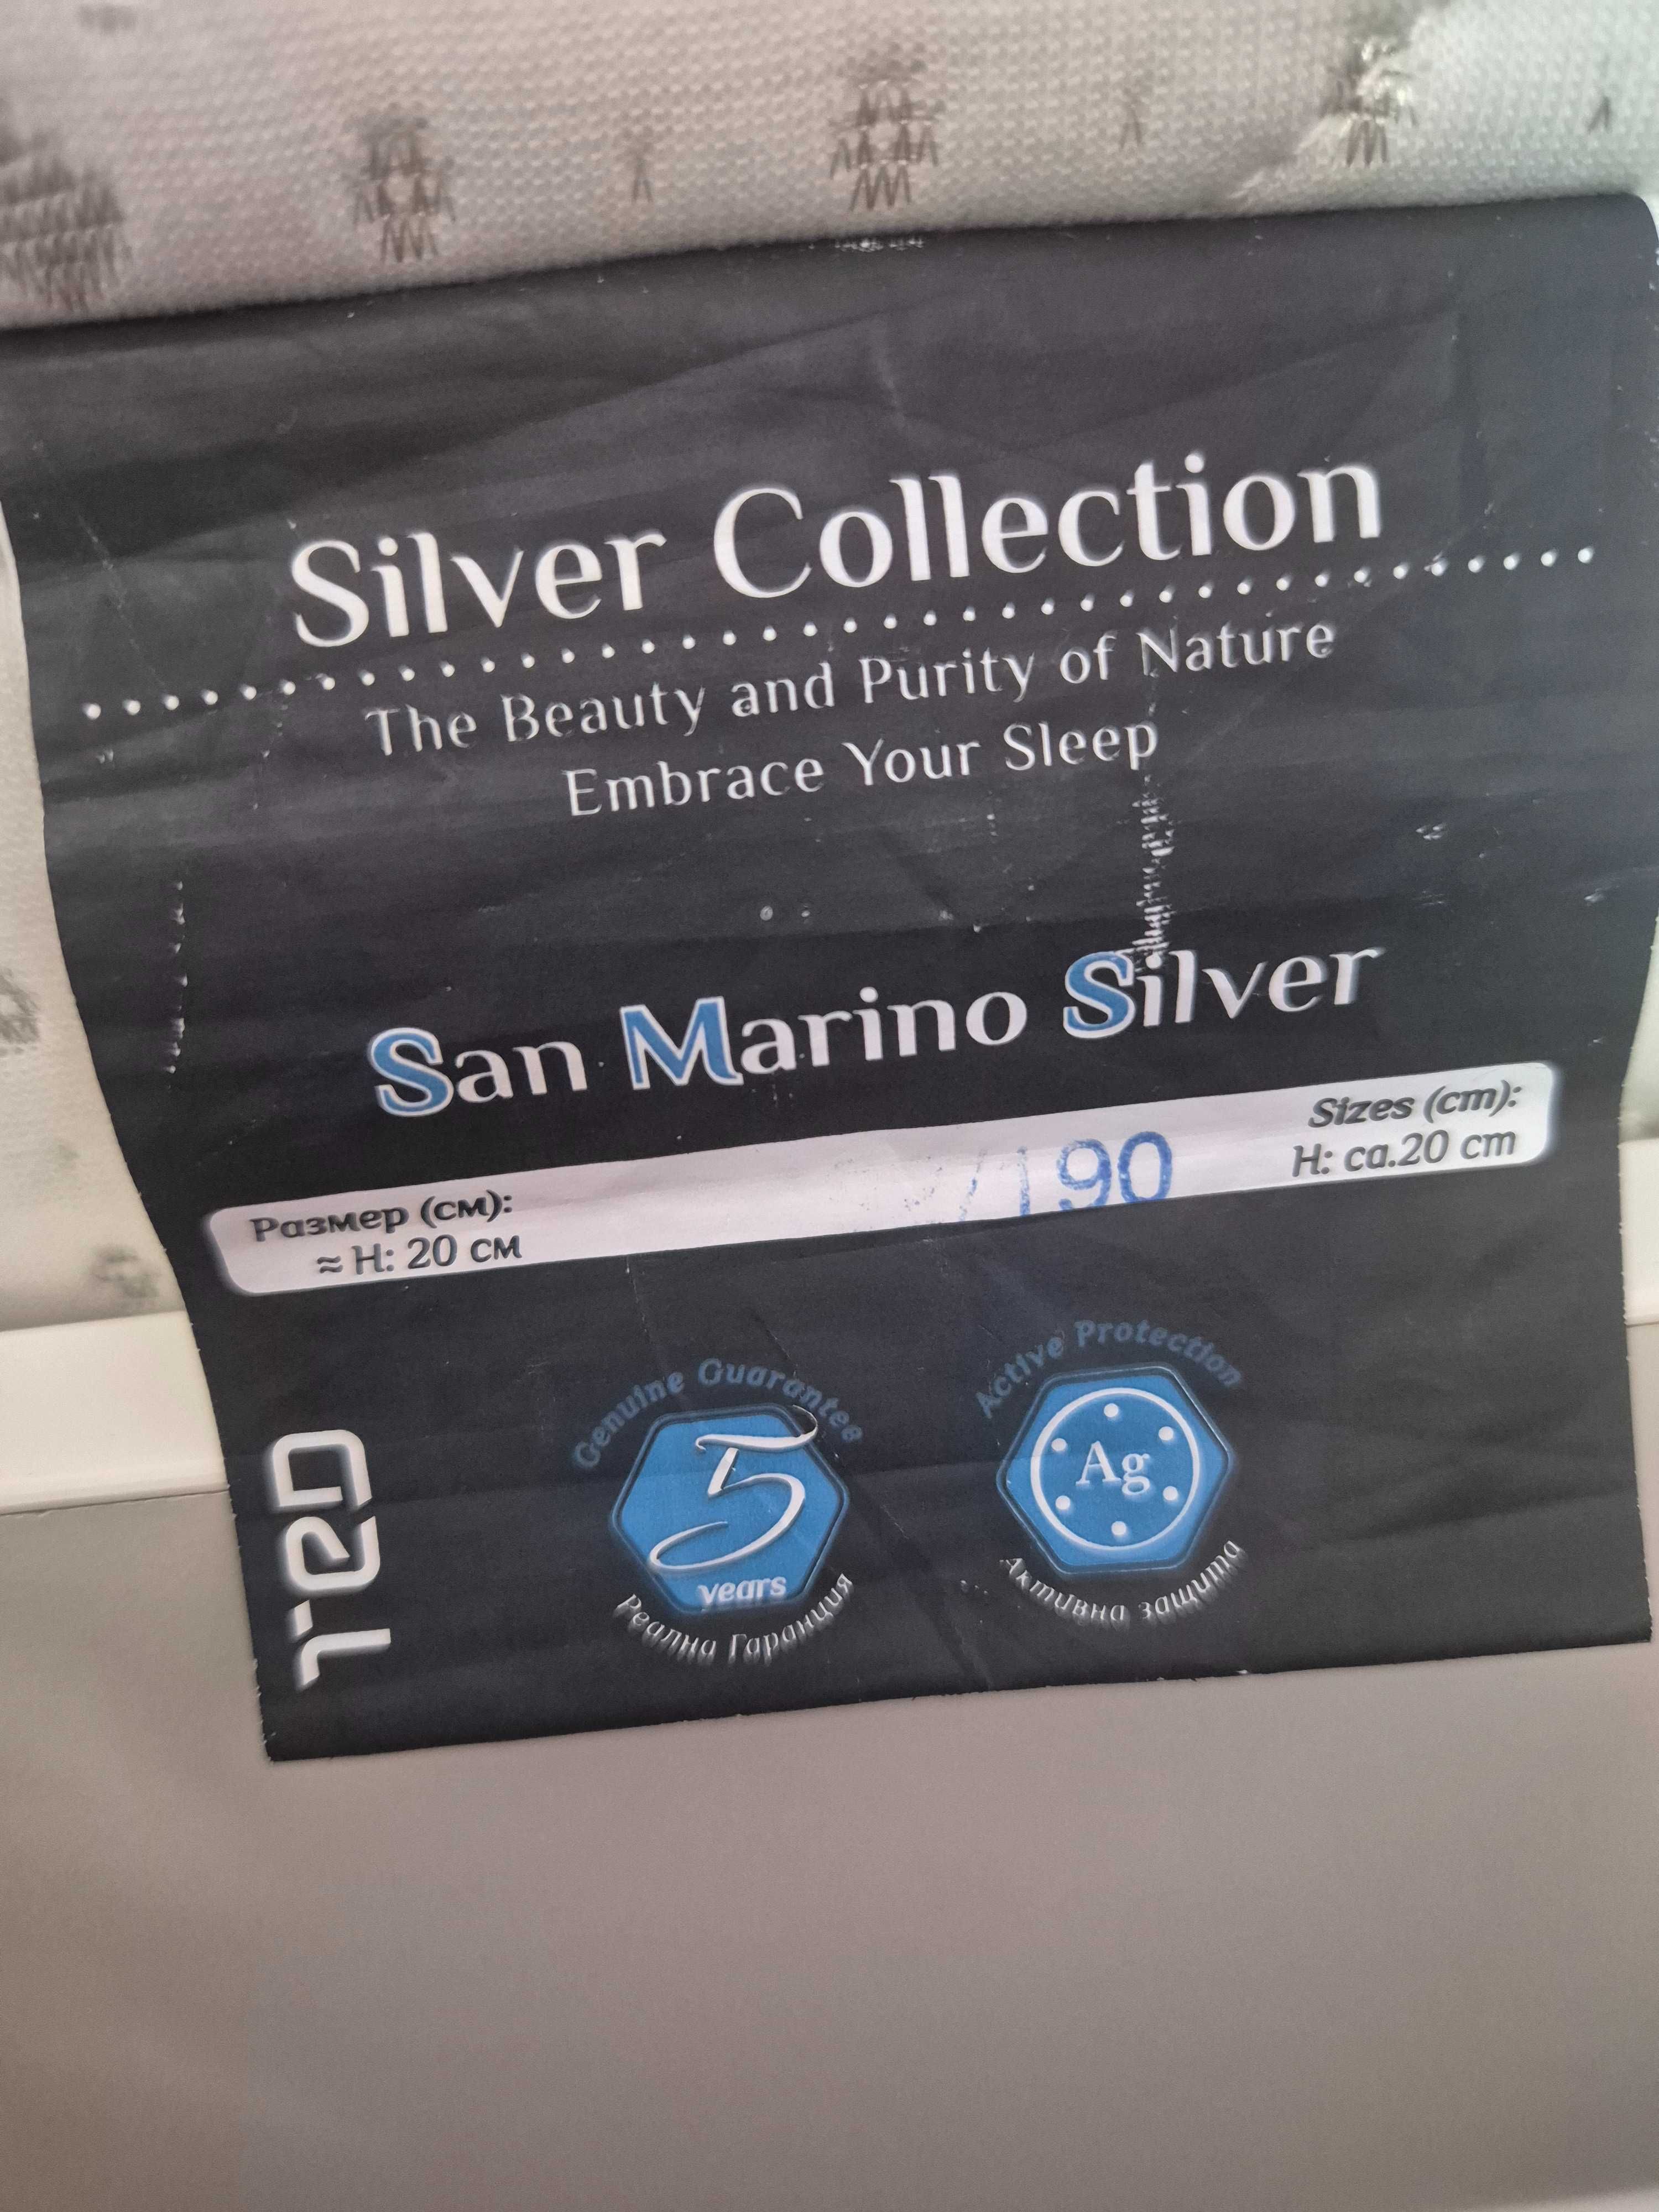 Silver Collection
The Beauty and Purity of Nature
Embrace Your Sleep
San Marino Silver
Размер (см):
≈ H: 20 см
/190
Sizes (cm):
H: ca.20 cm
TED
Genuine Guarantee
5
years
Реална Гаранция
Active Protection
Ag
Активна защита